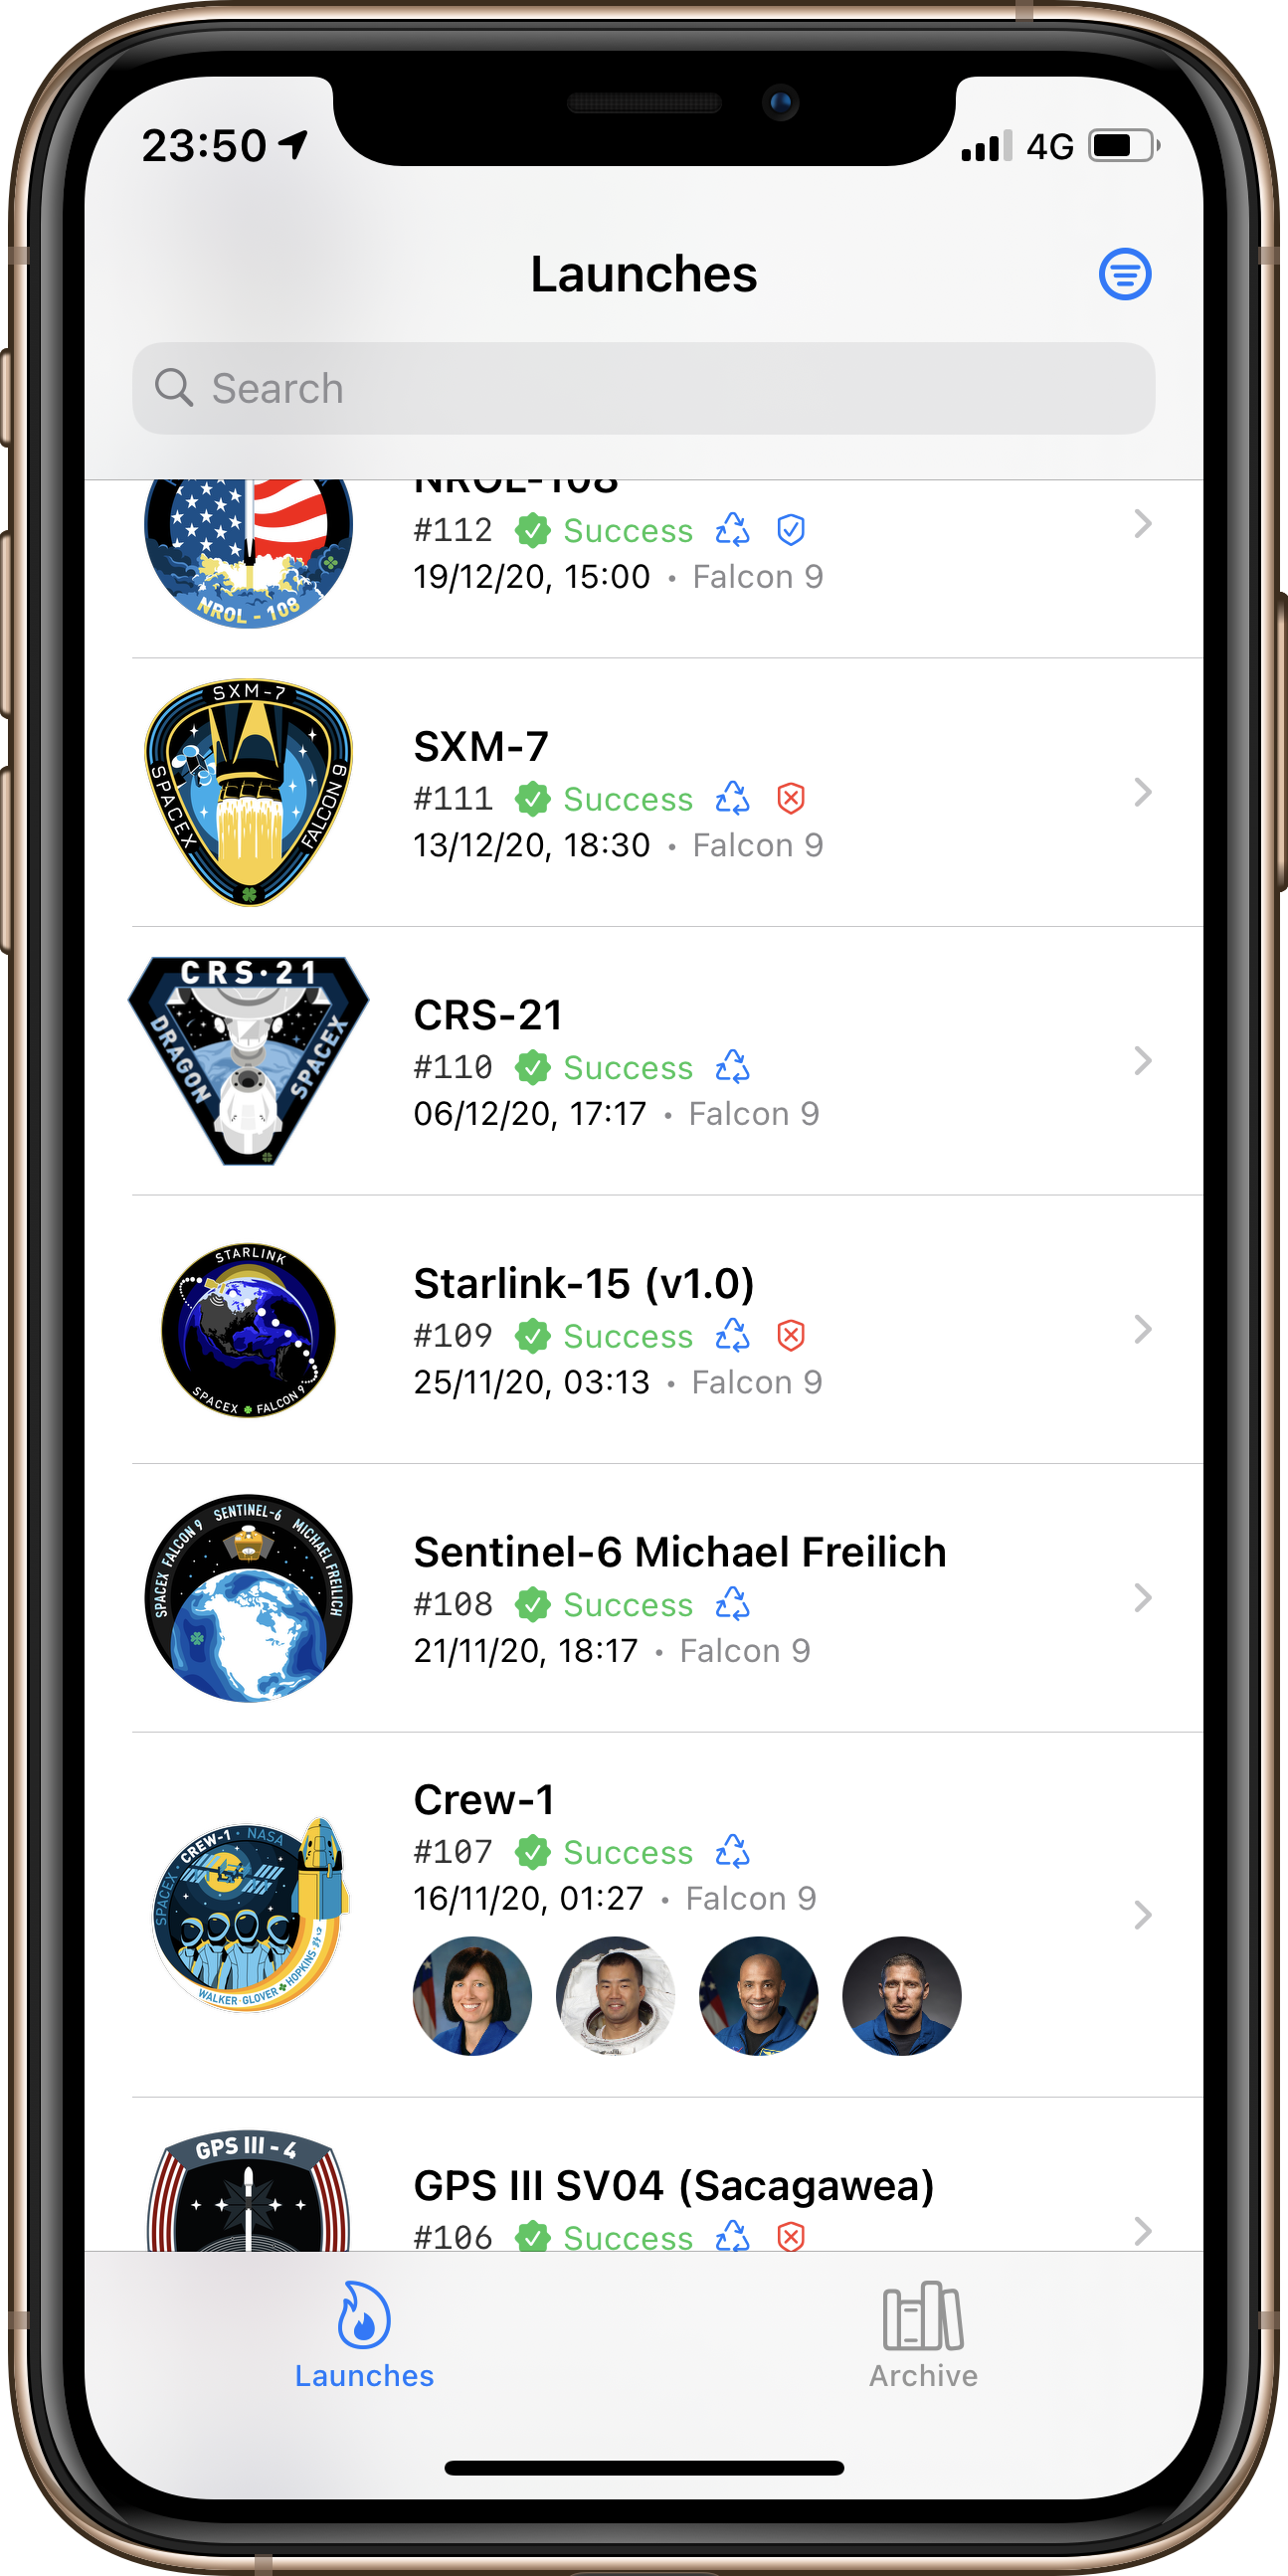 23:50
4G
Launches
Search
NROL-108
#112 Success
19/12/20, 15:00 • Falcon 9
NROL - 108
SXM-7
SPACEX
FALCON 9
SXM-7
#111 Success
13/12/20, 18:30 • Falcon 9
CRS·21
DRAGON
SPACEX
CRS-21
#110 Success
06/12/20, 17:17 • Falcon 9
STARLINK
SPACEX FALCON 9
Starlink-15 (v1.0)
#109 Success
25/11/20, 03:13 • Falcon 9
SPACEX FALCON 9 SENTINEL-6 MICHAEL FREILICH
Sentinel-6 Michael Freilich
#108 Success
21/11/20, 18:17 • Falcon 9
SPACEX · CREW-1 · NASA
WALKER GLOVER HOPKINS
Crew-1
#107 Success
16/11/20, 01:27 • Falcon 9
GPS III - 4
GPS III SV04 (Sacagawea)
#106 Success
Launches
Archive